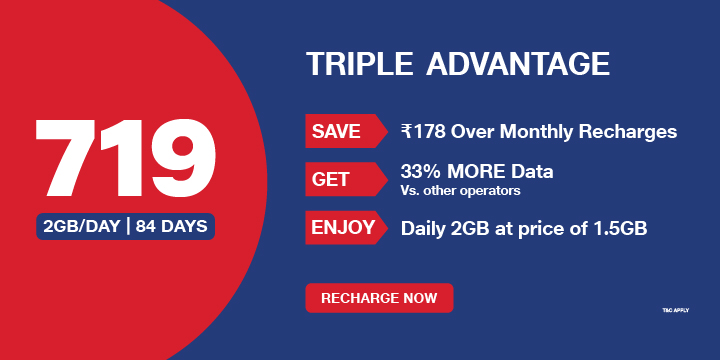 719
2GB/DAY | 84 DAYS
TRIPLE ADVANTAGE
SAVE ₹178 Over Monthly Recharges
GET 33% MORE Data
Vs. other operators
ENJOY Daily 2GB at price of 1.5GB
RECHARGE NOW
T&C APPLY